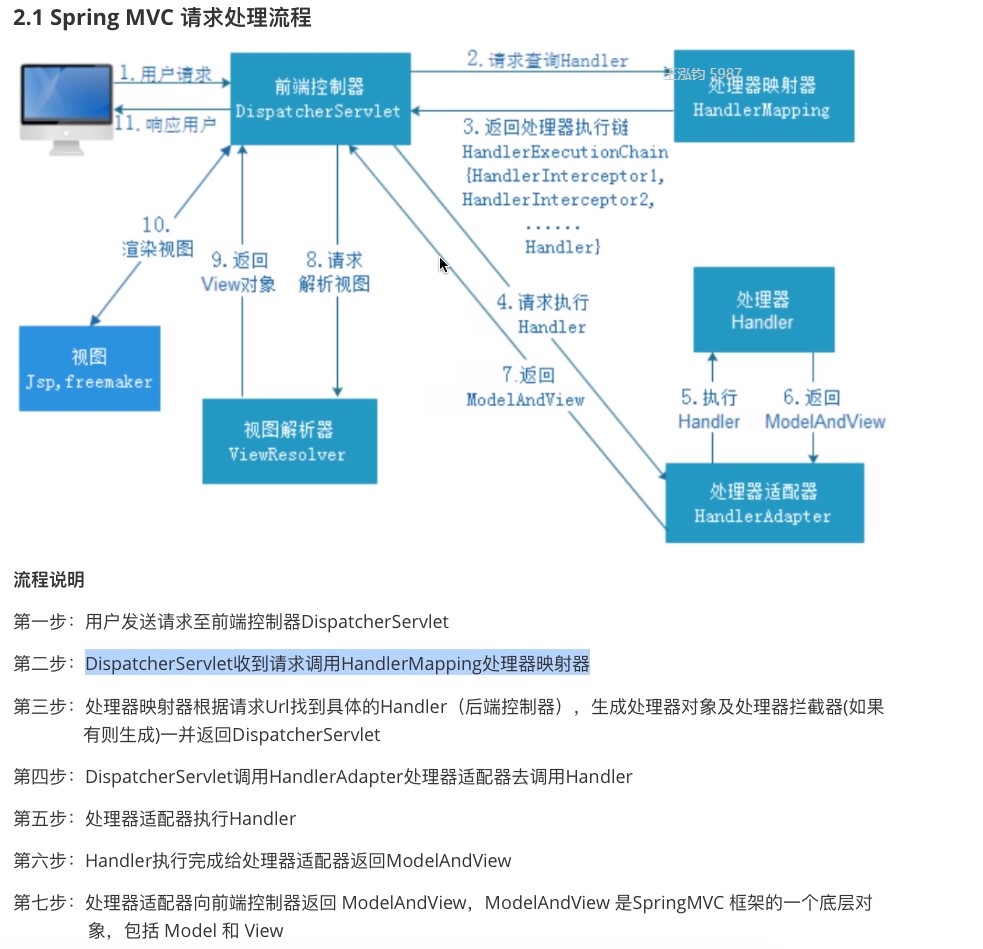 2.1 Spring MVC 请求处理流程
1.用户请求
11.响应用户
前端控制器
DispatcherServlet
2.请求查询Handler
5987
处理器映射器
HandlerMapping
3.返回处理器执行链
HandlerExecutionChain
{HandlerInterceptor1,
HandlerInterceptor2,
......
Handler}
10.
渲染视图
9.返回
View对象
8.请求
解析视图
4.请求执行
Handler
处理器
Handler
视图
Jsp,freemaker
7.返回
ModelAndView
5.执行
Handler
6.返回
ModelAndView
视图解析器
ViewResolver
处理器适配器
HandlerAdapter
流程说明
第一步：用户发送请求至前端控制器DispatcherServlet
第二步：DispatcherServlet收到请求调用HandlerMapping处理器映射器
第三步：处理器映射器根据请求Url找到具体的Handler（后端控制器），生成处理器对象及处理器拦截器(如果
有则生成)一并返回DispatcherServlet
第四步：DispatcherServlet调用HandlerAdapter处理器适配器去调用Handler
第五步：处理器适配器执行Handler
第六步：Handler执行完成给处理器适配器返回ModelAndView
第七步：处理器适配器向前端控制器返回 ModelAndView，ModelAndView 是SpringMVC 框架的一个底层对
象，包括 Model 和 View